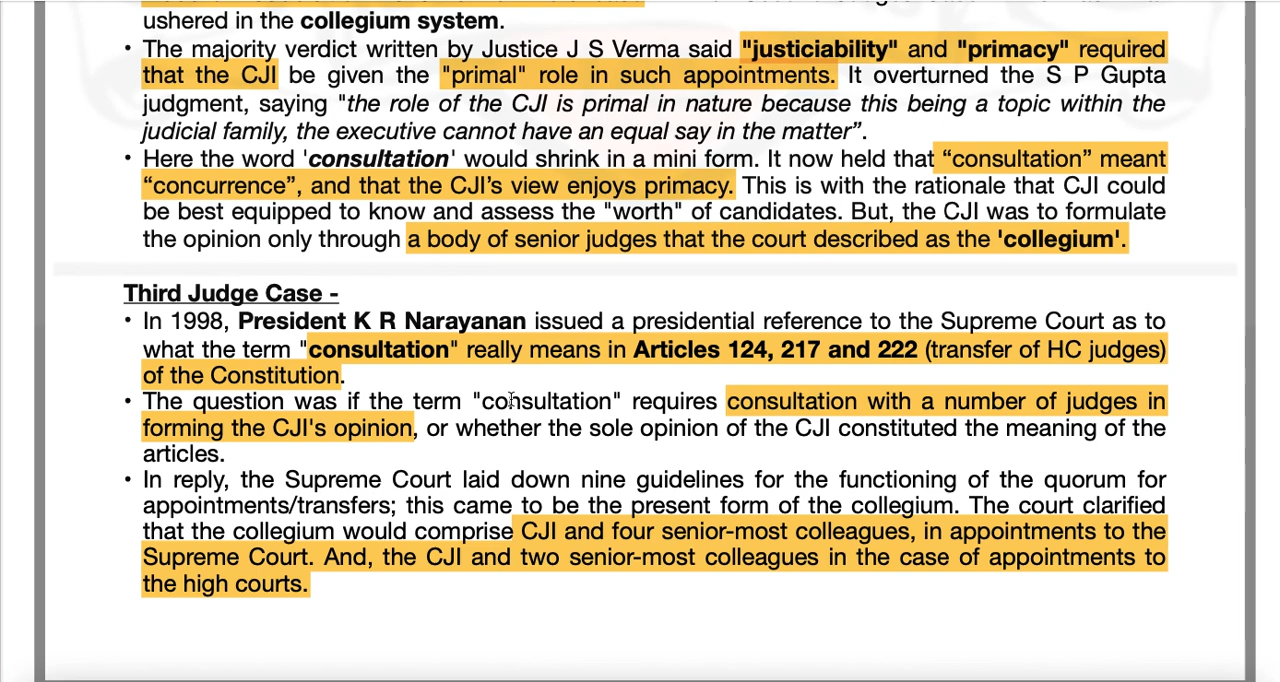 ushered in the collegium system.
• The majority verdict written by Justice J S Verma said "justiciability" and "primacy" required
that the CJI be given the "primal" role in such appointments. It overturned the S P Gupta
judgment, saying "the role of the CJI is primal in nature because this being a topic within the
judicial family, the executive cannot have an equal say in the matter”.
• Here the word 'consultation' would shrink in a mini form. It now held that “consultation” meant
“concurrence”, and that the CJI’s view enjoys primacy. This is with the rationale that CJI could
be best equipped to know and assess the "worth" of candidates. But, the CJI was to formulate
the opinion only through a body of senior judges that the court described as the 'collegium'.
Third Judge Case -
• In 1998, President K R Narayanan issued a presidential reference to the Supreme Court as to
what the term "consultation" really means in Articles 124, 217 and 222 (transfer of HC judges)
of the Constitution.
• The question was if the term "consultation" requires consultation with a number of judges in
forming the CJI's opinion, or whether the sole opinion of the CJI constituted the meaning of the
articles.
• In reply, the Supreme Court laid down nine guidelines for the functioning of the quorum for
appointments/transfers; this came to be the present form of the collegium. The court clarified
that the collegium would comprise CJI and four senior-most colleagues, in appointments to the
Supreme Court. And, the CJI and two senior-most colleagues in the case of appointments to
the high courts.